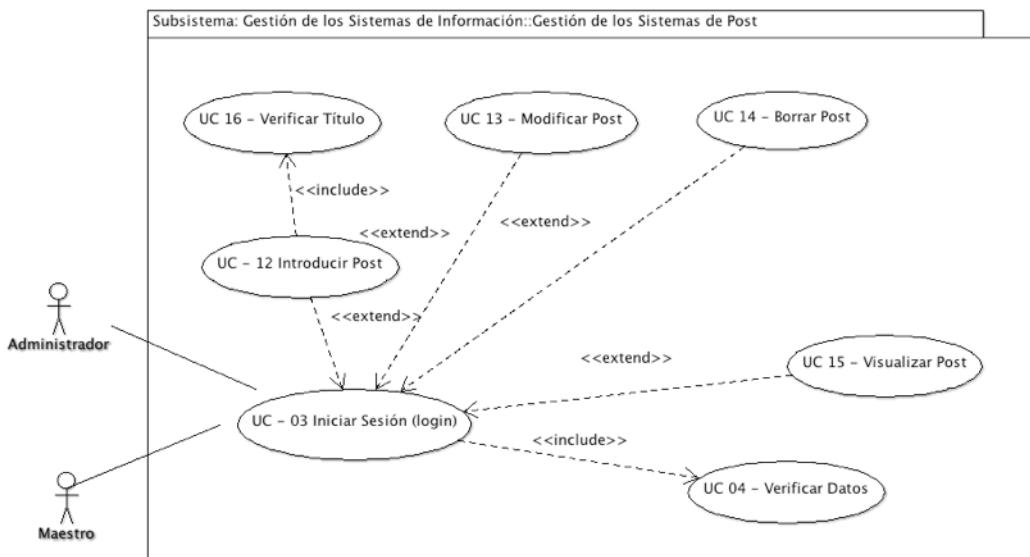 Subsistema: Gestión de los Sistemas de Información::Gestión de los Sistemas de Post
UC 16 - Verificar Título
UC 13 - Modificar Post
UC 14 - Borrar Post
<<include>>
<<extend>>
<<extend>>
UC - 12 Introducir Post
<<extend>>
Administrador
<<extend>>
UC 15 - Visualizar Post
UC - 03 Iniciar Sesión (login)
<<include>>
UC 04 - Verificar Datos
Maestro